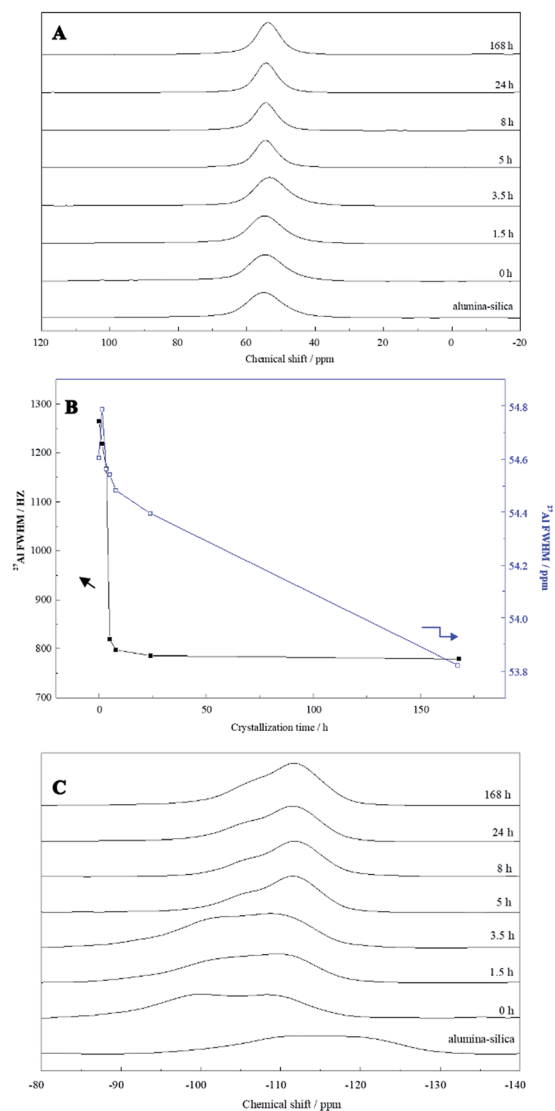 A
168 h
24 h
8 h
5 h
3.5 h
1.5 h
0 h
alumina-silica
120 100 80 60 40 20 0 -20
Chemical shift / ppm
B
1300
1200
1100
1000
900
800
700
²⁷Al FWHM / HZ
54.8
54.6
54.4
54.2
54.0
53.8
²⁷Al FWHM / ppm
0 50 100 150
Crystallization time / h
C
168 h
24 h
8 h
5 h
3.5 h
1.5 h
0 h
alumina-silica
-80 -90 -100 -110 -120 -130 -140
Chemical shift / ppm